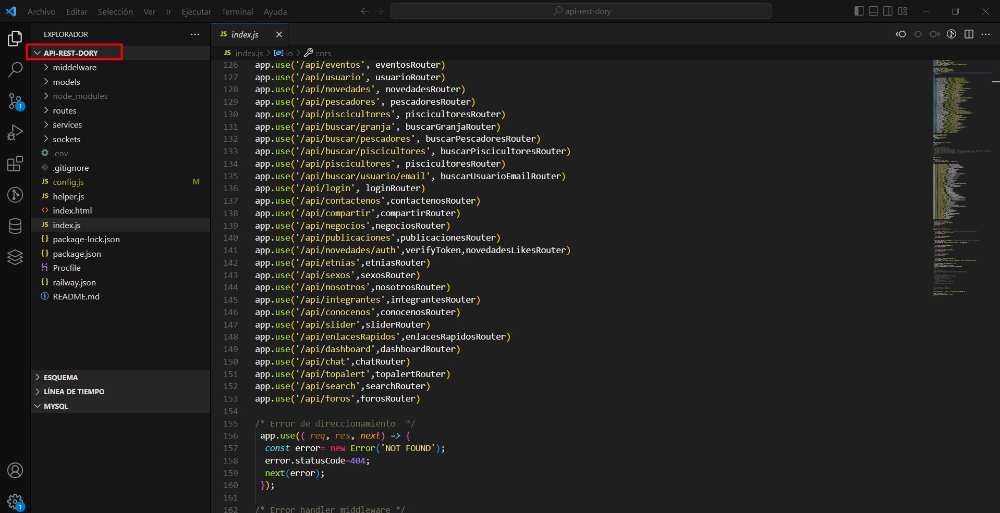 Archivo Editar Selección Ver Ir Ejecutar Terminal Ayuda
api-rest-dory
EXPLORADOR
API-REST-DORY
middelware
models
node_modules
routes
services
sockets
.env
.gitignore
JS config.js M
JS helper.js
<> index.html
JS index.js
{} package-lock.json
{} package.json
Procfile
{} railway.json
README.md
ESQUEMA
LÍNEA DE TIEMPO
MYSQL
1
1
JS index.js
JS index.js > io > cors
126 app.use('/api/eventos', eventosRouter)
127 app.use('/api/usuario', usuarioRouter)
128 app.use('/api/novedades', novedadesRouter)
129 app.use('/api/pescadores', pescadoresRouter)
130 app.use('/api/piscicultores', piscicultoresRouter)
131 app.use('/api/buscar/granja', buscarGranjaRouter)
132 app.use('/api/buscar/pescadores', buscarPescadoresRouter)
133 app.use('/api/buscar/piscicultores', buscarPiscicultoresRouter)
134 app.use('/api/piscicultores', piscicultoresRouter)
135 app.use('/api/buscar/usuario/email', buscarUsuarioEmailRouter)
136 app.use('/api/login', loginRouter)
137 app.use('/api/contactenos',contactenosRouter)
138 app.use('/api/compartir',compartirRouter)
139 app.use('/api/negocios',negociosRouter)
140 app.use('/api/publicaciones',publicacionesRouter)
141 app.use('/api/novedades/auth',verifyToken,novedadesLikesRouter)
142 app.use('/api/etnias',etniasRouter)
143 app.use('/api/sexos',sexosRouter)
144 app.use('/api/nosotros',nosotrosRouter)
145 app.use('/api/integrantes',integrantesRouter)
146 app.use('/api/conocenos',conocenosRouter)
147 app.use('/api/slider',sliderRouter)
148 app.use('/api/enlacesRapidos',enlacesRapidosRouter)
149 app.use('/api/dashboard',dashboardRouter)
150 app.use('/api/chat',chatRouter)
151 app.use('/api/topalert',topalertRouter)
152 app.use('/api/search',searchRouter)
153 app.use('/api/foros',forosRouter)
154
155 /* Error de direccionamiento  */
156 app.use(( req, res, next) => {
157 const error= new Error('NOT FOUND');
158 error.statusCode=404;
159 next(error);
160 });
161
162 /* Error handler middleware */